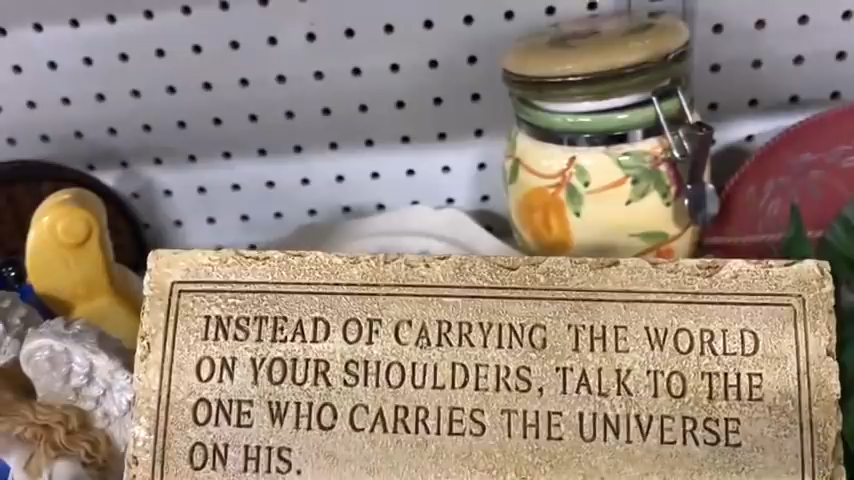 INSTEAD OF CARRYING THE WORLD
ON YOUR SHOULDERS, TALK TO THE
ONE WHO CARRIES THE UNIVERSE
ON HIS.